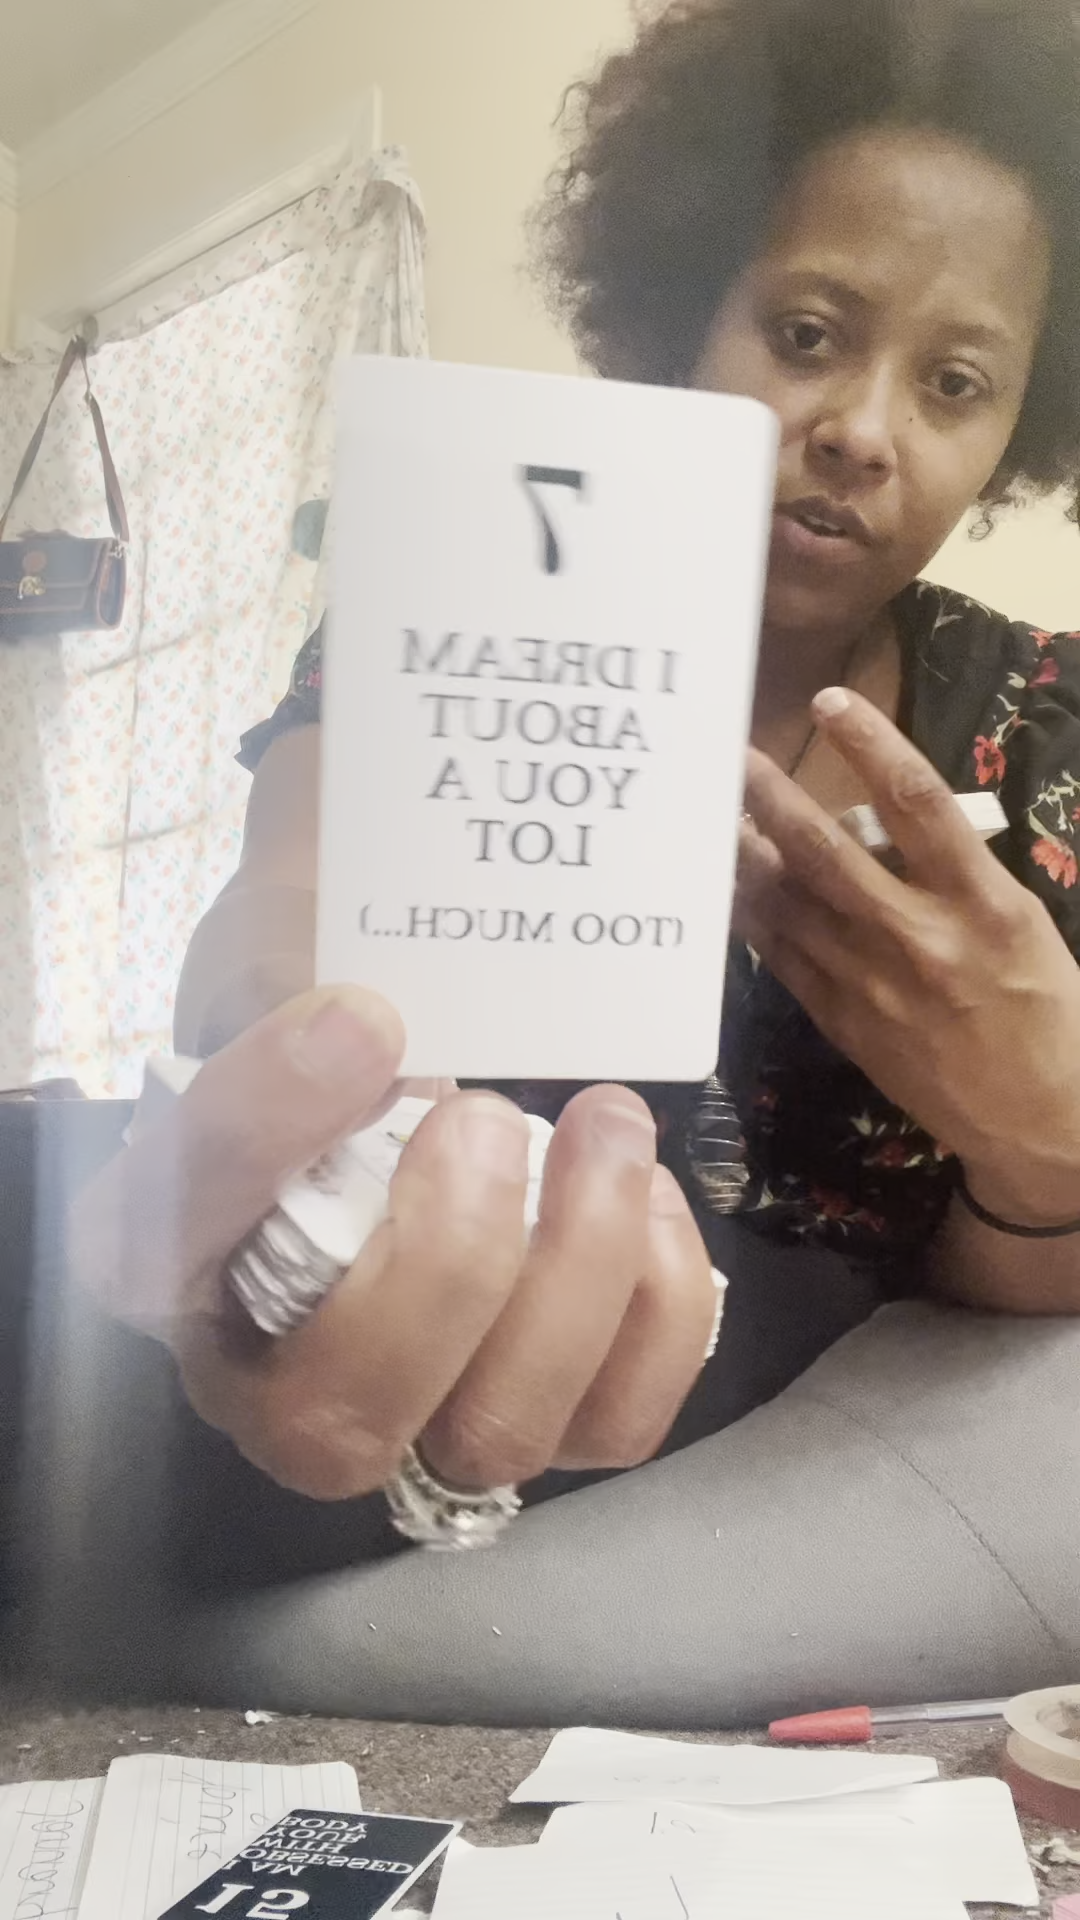 7
I DREAM
ABOUT
YOU A
LOT
(TOO MUCH...)
BODY
YOUR
WITH
OBSESSED
I AM